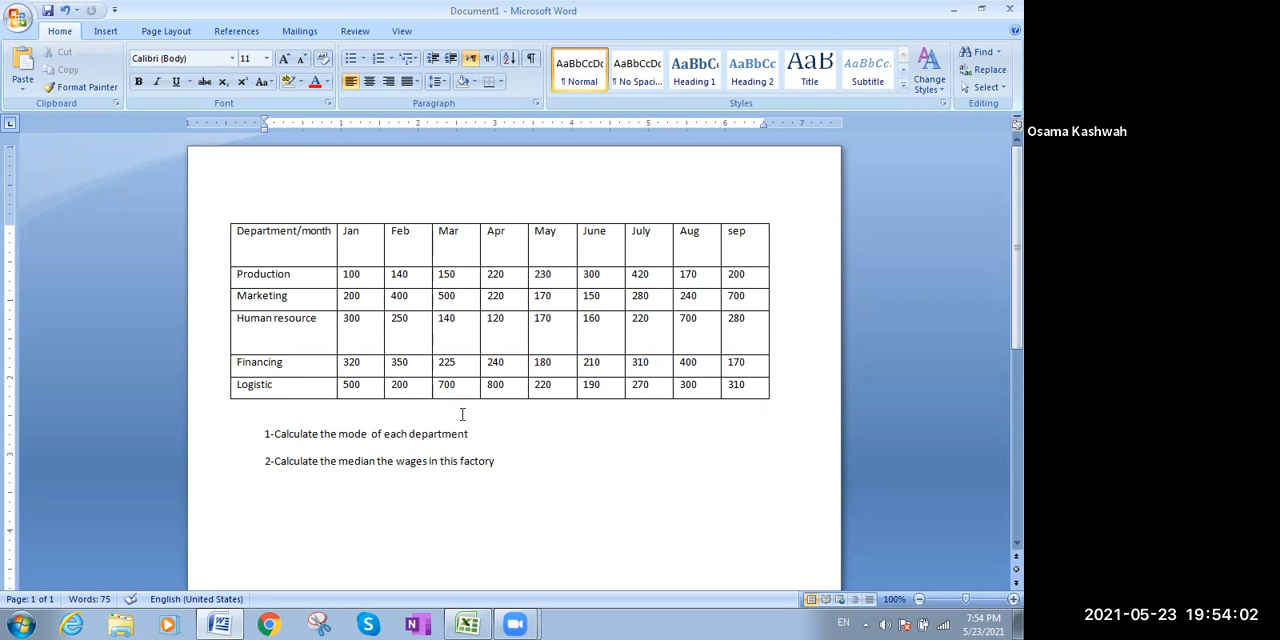 Document1 - Microsoft Word
Home Insert Page Layout References Mailings Review View
Paste
Cut
Copy
Format Painter
Clipboard
Calibri (Body) 11
Font
Paragraph
AaBbCcDc AaBbCcDc AaBbCc AaBbCc AaBb AaBbCc.
¶ Normal ¶ No Spaci... Heading 1 Heading 2 Title Subtitle
Change Styles
Styles
Find
Replace
Select
Editing
Osama Kashwah
Department/month Jan Feb Mar Apr May June July Aug sep
Production 100 140 150 220 230 300 420 170 200
Marketing 200 400 500 220 170 150 280 240 700
Human resource 300 250 140 120 170 160 220 700 280
Financing 320 350 225 240 180 210 310 400 170
Logistic 500 200 700 800 220 190 270 300 310
1-Calculate the mode of each department
2-Calculate the median the wages in this factory
Page: 1 of 1 Words: 75 English (United States) 100%
EN 7:54 PM
5/23/2021
2021-05-23 19:54:02